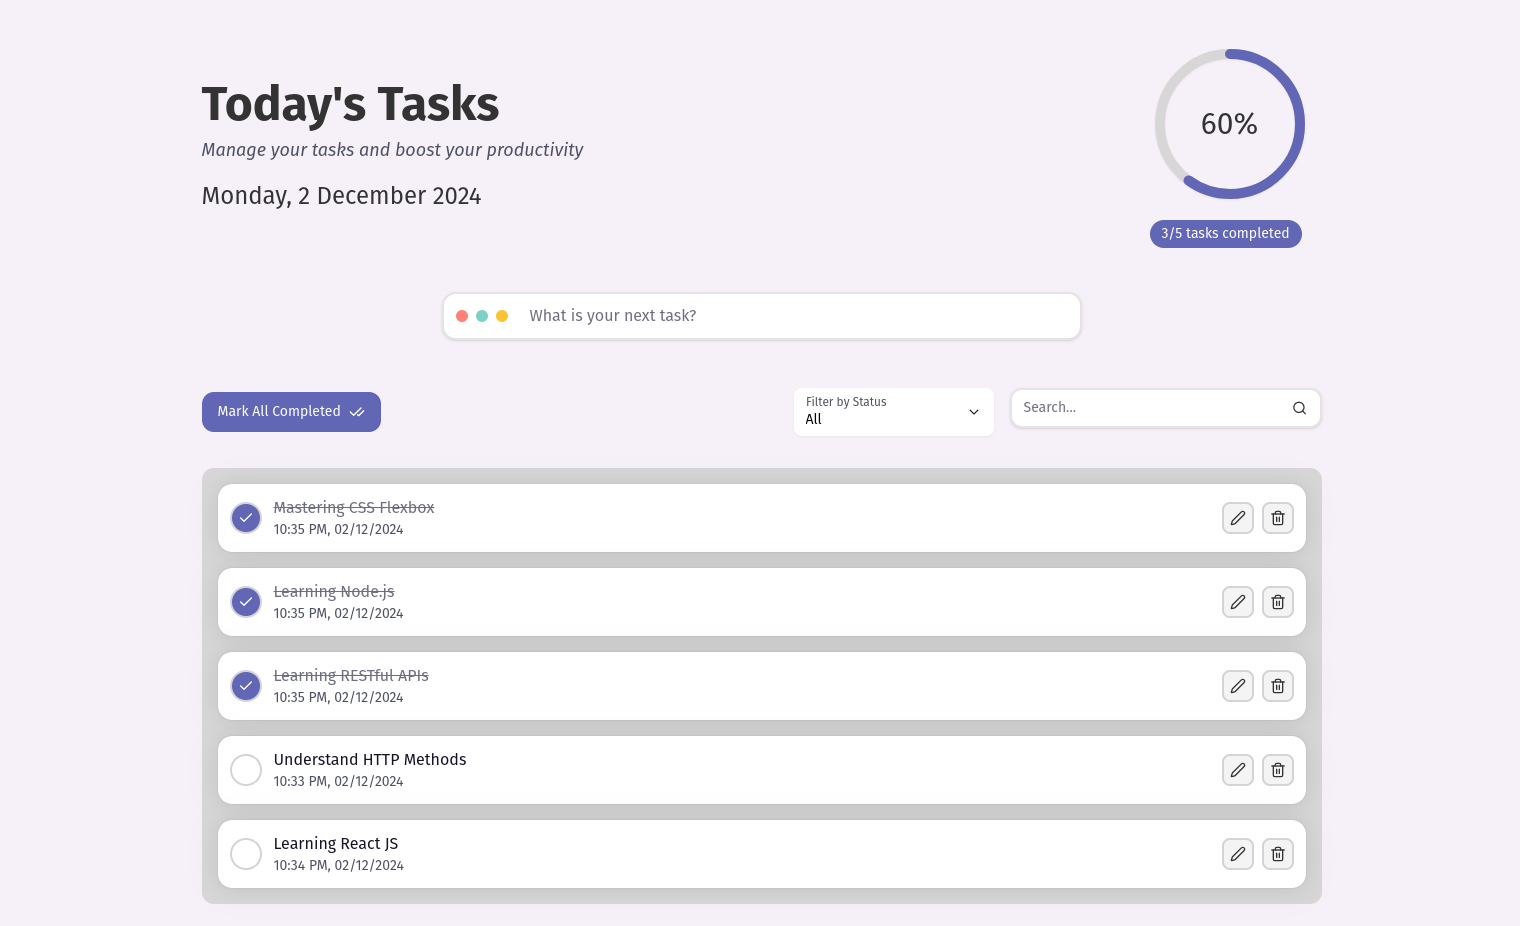 Today's Tasks
Manage your tasks and boost your productivity
Monday, 2 December 2024
60%
3/5 tasks completed
What is your next task?
Mark All Completed
Filter by Status
All
Search...
Mastering CSS Flexbox
10:35 PM, 02/12/2024
Learning Node.js
10:35 PM, 02/12/2024
Learning RESTful APIs
10:35 PM, 02/12/2024
Understand HTTP Methods
10:33 PM, 02/12/2024
Learning React JS
10:34 PM, 02/12/2024